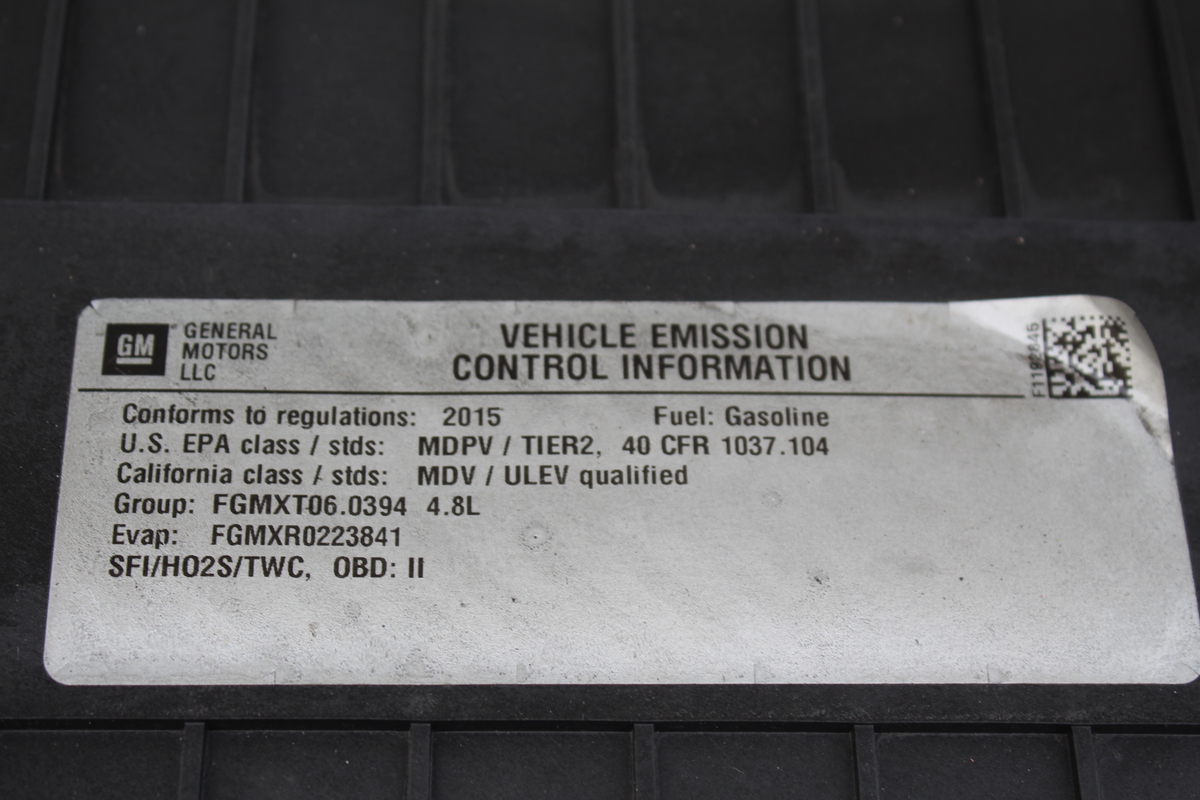 GM GENERAL MOTORS LLC
VEHICLE EMISSION
CONTROL INFORMATION
Conforms to regulations: 2015 Fuel: Gasoline
U.S. EPA class / stds: MDPV / TIER2, 40 CFR 1037.104
California class / stds: MDV / ULEV qualified
Group: FGMXT06.0394 4.8L
Evap: FGMXR0223841
SFI/HO2S/TWC, OBD: II